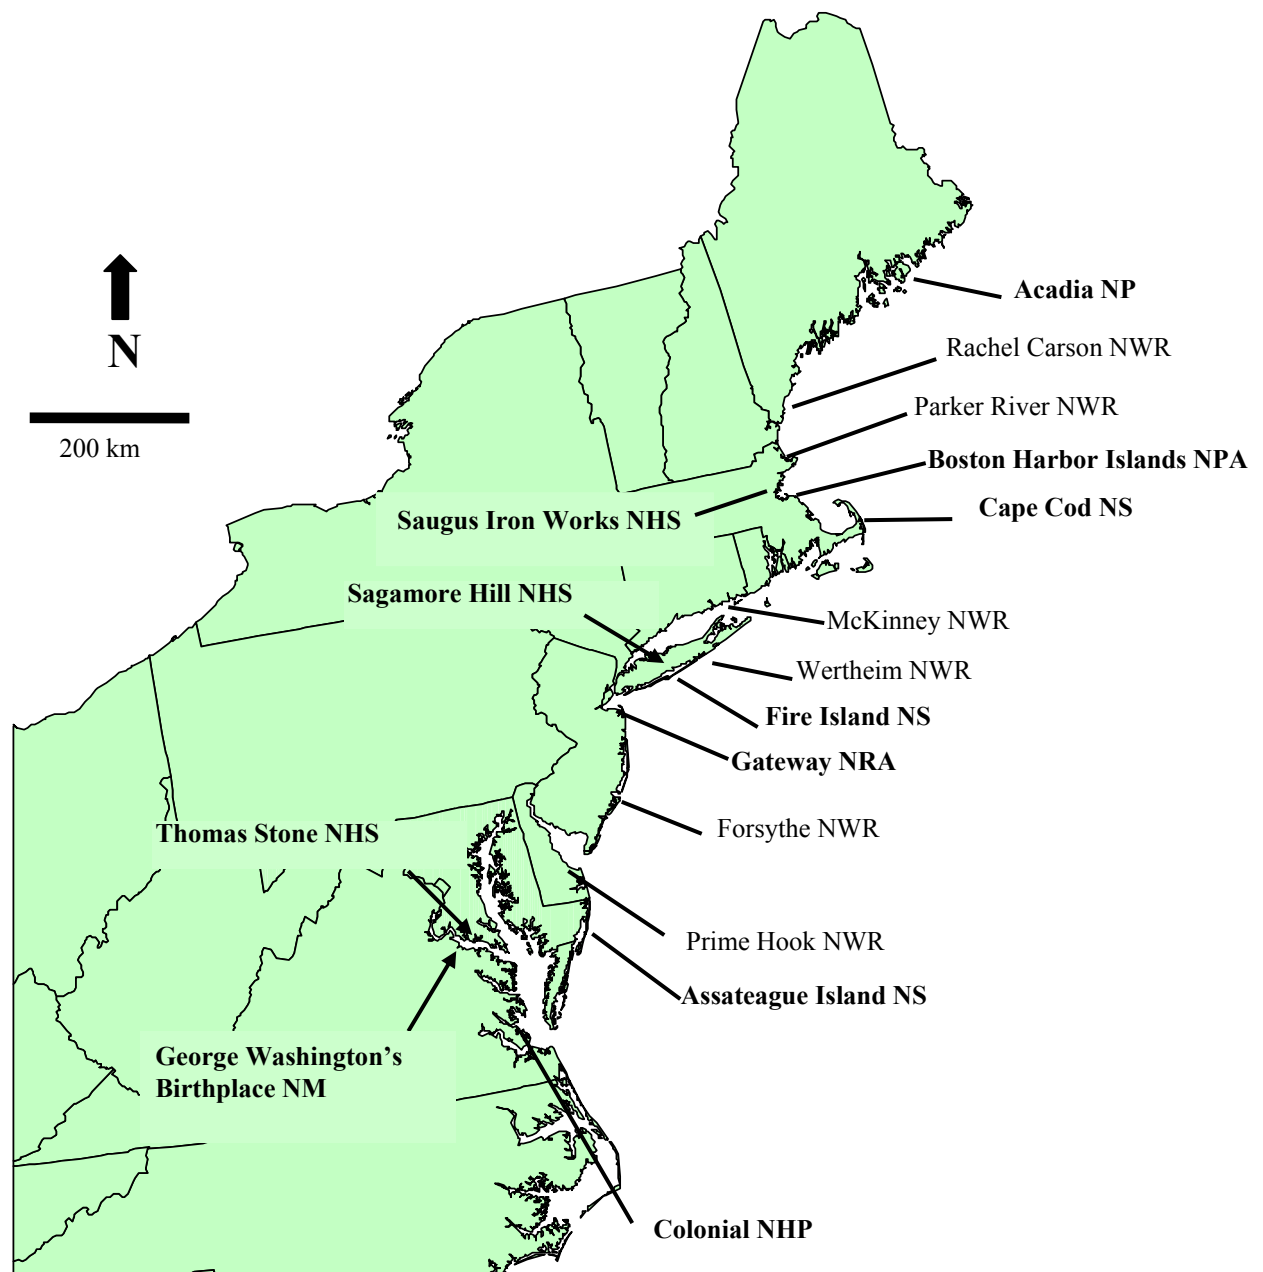 Acadia NP
N
Rachel Carson NWR
Parker River NWR
200 km
Boston Harbor Islands NPA
Cape Cod NS
Saugus Iron Works NHS
Sagamore Hill NHS
McKinney NWR
Wertheim NWR
Fire Island NS
Gateway NRA
Forsythe NWR
Thomas Stone NHS
Prime Hook NWR
Assateague Island NS
George Washington’s
Birthplace NM
Colonial NHP